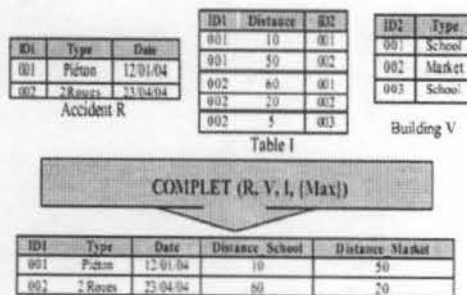 ID1 Type Date
001 Piéton 12/01/04
002 2Roues 23/04/04
Accident R
ID1 Distance ID2
001 10 001
001 50 002
002 60 001
002 20 002
002 5 003
Table I
ID2 Type
001 School
002 Market
003 School
Building V
COMPLET (R, V, I, {Max})
ID1 Type Date Distance School Distance Market
001 Piéton 12/01/04 10 50
002 2 Roues 23/04/04 60 20